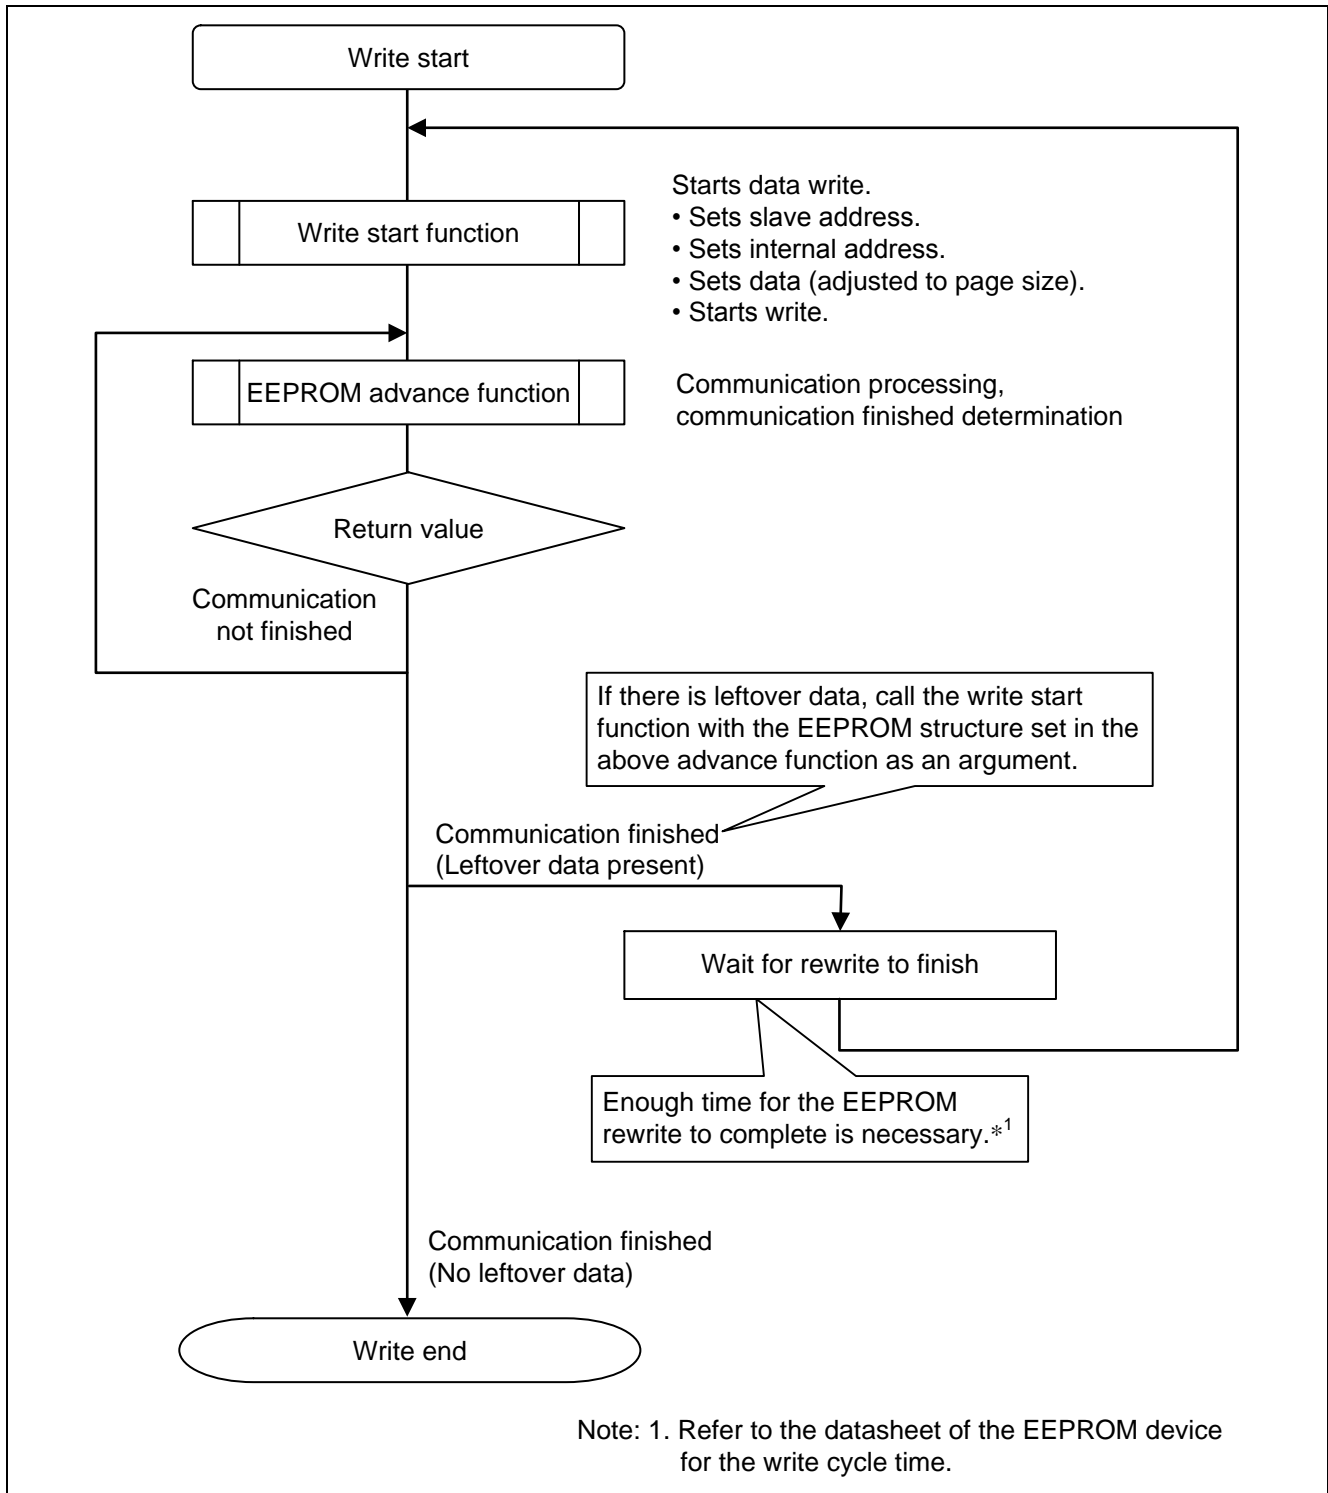 Write start
Starts data write.
• Sets slave address.
• Sets internal address.
• Sets data (adjusted to page size).
• Starts write.
Write start function
EEPROM advance function
Communication processing,
communication finished determination
Return value
Communication
not finished
If there is leftover data, call the write start
function with the EEPROM structure set in the
above advance function as an argument.
Communication finished
(Leftover data present)
Wait for rewrite to finish
Enough time for the EEPROM
rewrite to complete is necessary.*1
Communication finished
(No leftover data)
Write end
Note: 1. Refer to the datasheet of the EEPROM device
for the write cycle time.